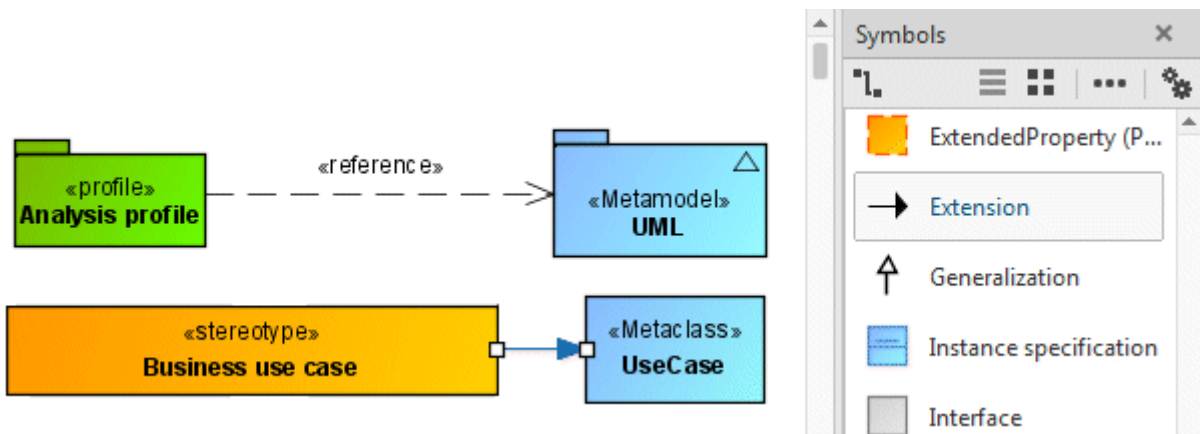 «profile»
Analysis profile
«reference»
«Metamodel»
UML
«stereotype»
Business use case
«Metaclass»
UseCase
Symbols
ExtendedProperty (P...
Extension
Generalization
Instance specification
Interface